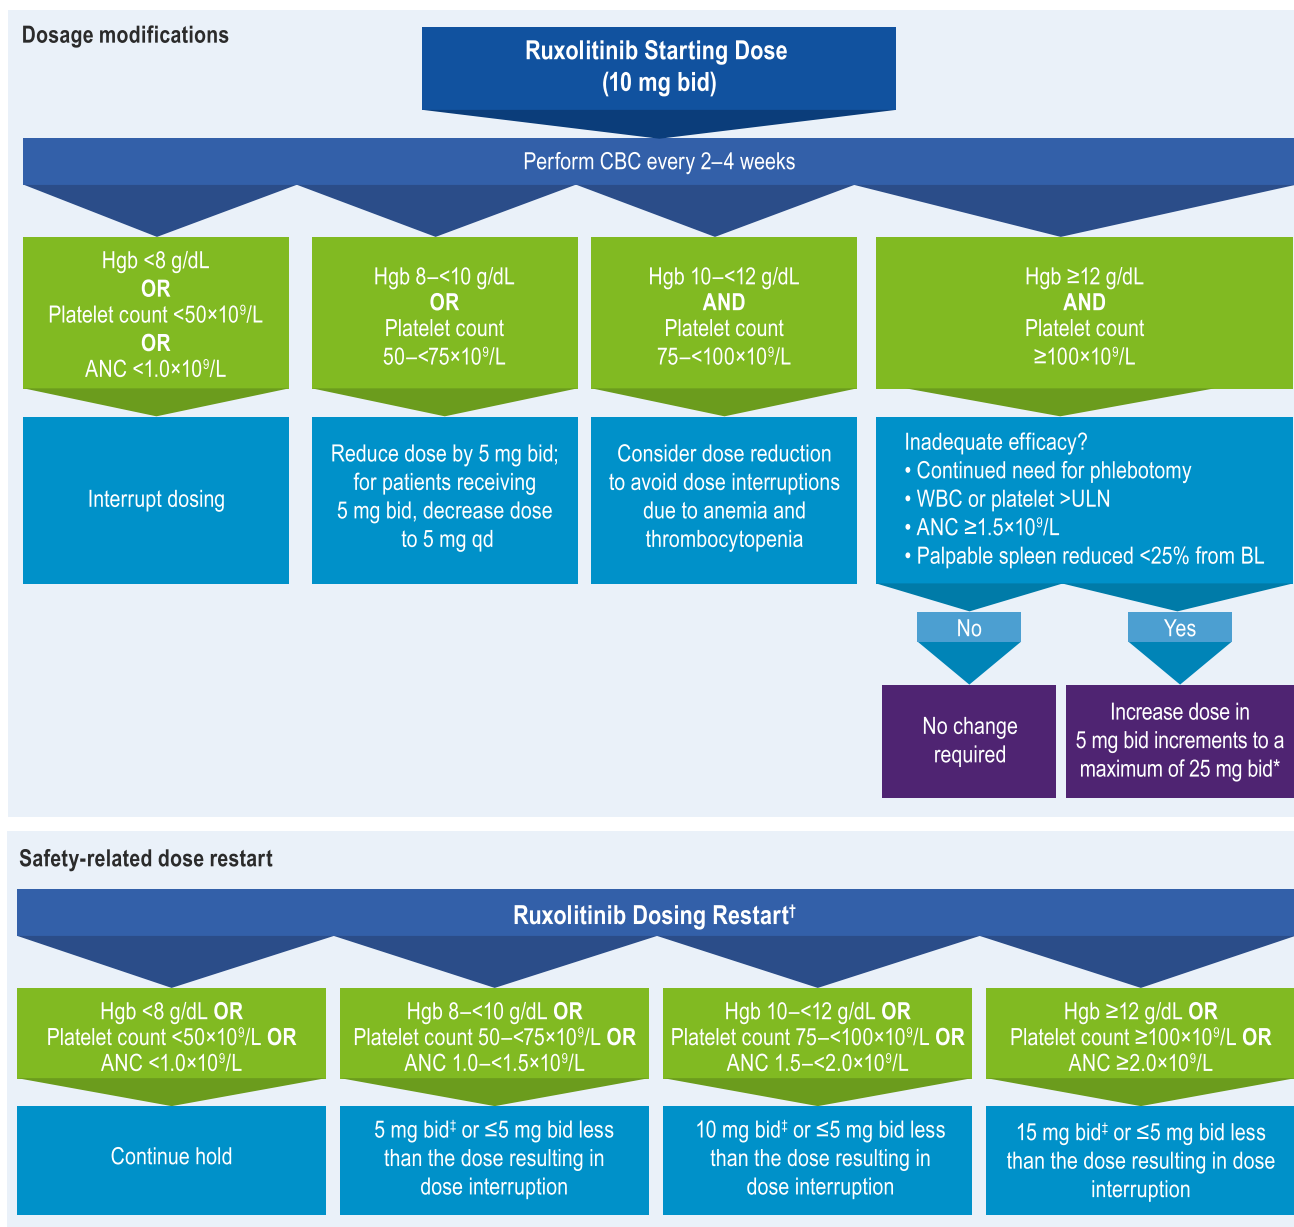 Dosage modifications
Ruxolitinib Starting Dose
(10 mg bid)
Perform CBC every 2–4 weeks
Hgb <8 g/dL
OR
Platelet count <50×10⁹/L
OR
ANC <1.0×10⁹/L
Hgb 8–<10 g/dL
OR
Platelet count
50–<75×10⁹/L
Hgb 10–<12 g/dL
AND
Platelet count
75–<100×10⁹/L
Hgb ≥12 g/dL
AND
Platelet count
≥100×10⁹/L
Interrupt dosing
Reduce dose by 5 mg bid;
for patients receiving
5 mg bid, decrease dose
to 5 mg qd
Consider dose reduction
to avoid dose interruptions
due to anemia and
thrombocytopenia
Inadequate efficacy?
• Continued need for phlebotomy
• WBC or platelet >ULN
• ANC ≥1.5×10⁹/L
• Palpable spleen reduced <25% from BL
No
Yes
No change
required
Increase dose in
5 mg bid increments to a
maximum of 25 mg bid*
Safety-related dose restart
Ruxolitinib Dosing Restart†
Hgb <8 g/dL OR
Platelet count <50×10⁹/L OR
ANC <1.0×10⁹/L
Hgb 8–<10 g/dL OR
Platelet count 50–<75×10⁹/L OR
ANC 1.0–<1.5×10⁹/L
Hgb 10–<12 g/dL OR
Platelet count 75–<100×10⁹/L OR
ANC 1.5–<2.0×10⁹/L
Hgb ≥12 g/dL OR
Platelet count ≥100×10⁹/L OR
ANC ≥2.0×10⁹/L
Continue hold
5 mg bid‡ or ≤5 mg bid less
than the dose resulting in
dose interruption
10 mg bid‡ or ≤5 mg bid less
than the dose resulting in
dose interruption
15 mg bid‡ or ≤5 mg bid less
than the dose resulting in dose
interruption